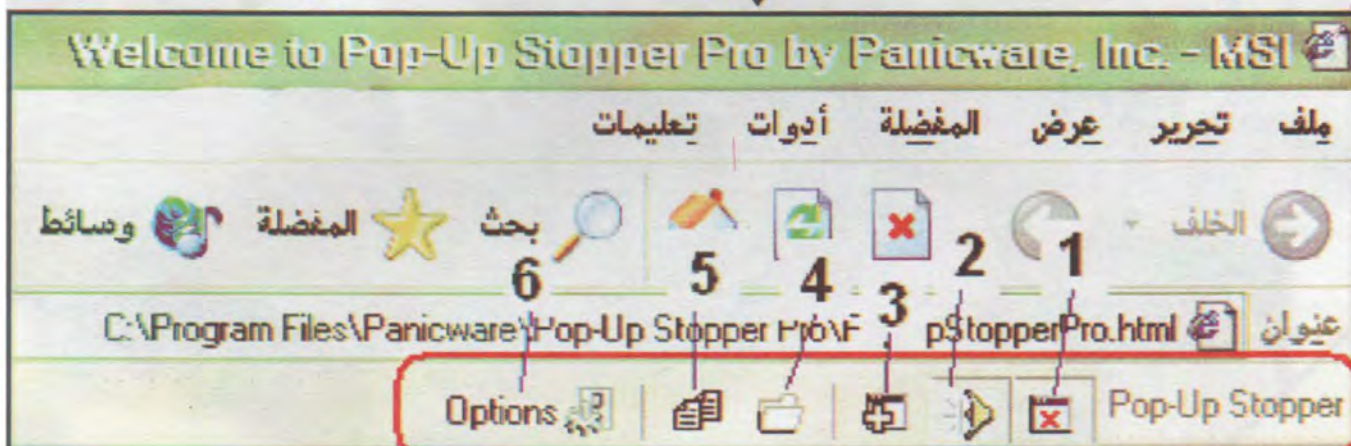 Welcome to Pop-Up Stopper Pro by Panicware, Inc. - MSI
ملف تحرير عرض المفضلة أدوات تعليمات
الخلف بحث المفضلة وسائط
1 2 3 4 5 6
عنوان C:\Program Files\Panicware\Pop-Up Stopper Pro\F pStopperPro.html
Pop-Up Stopper Options